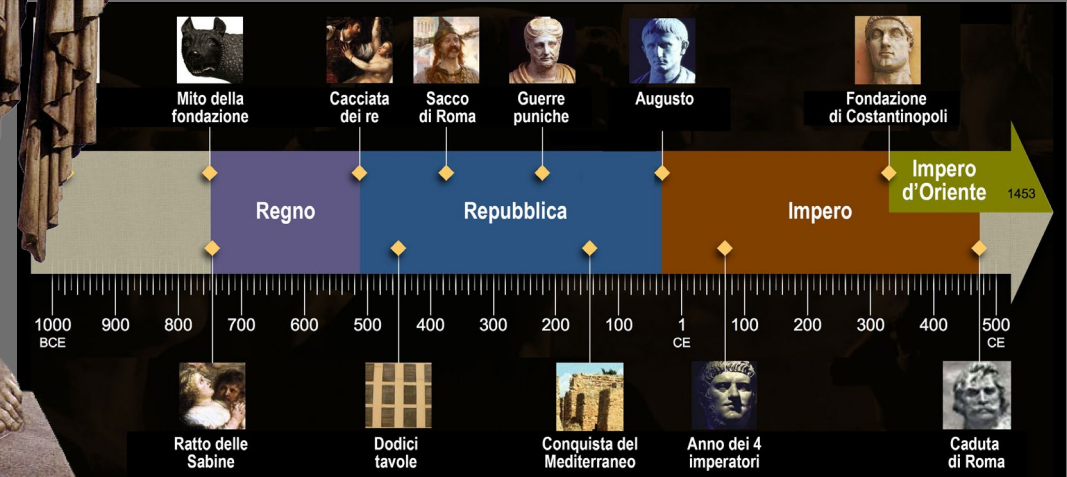 Mito della
fondazione
Cacciata
dei re
Sacco
di Roma
Guerre
puniche
Augusto
Fondazione
di Costantinopoli
Impero
d'Oriente
1453
Regno
Repubblica
Impero
1000 900 800 700 600 500 400 300 200 100 1 100 200 300 400 500
BCE CE CE
Ratto delle
Sabine
Dodici
tavole
Conquista del
Mediterraneo
Anno dei 4
imperatori
Caduta
di Roma